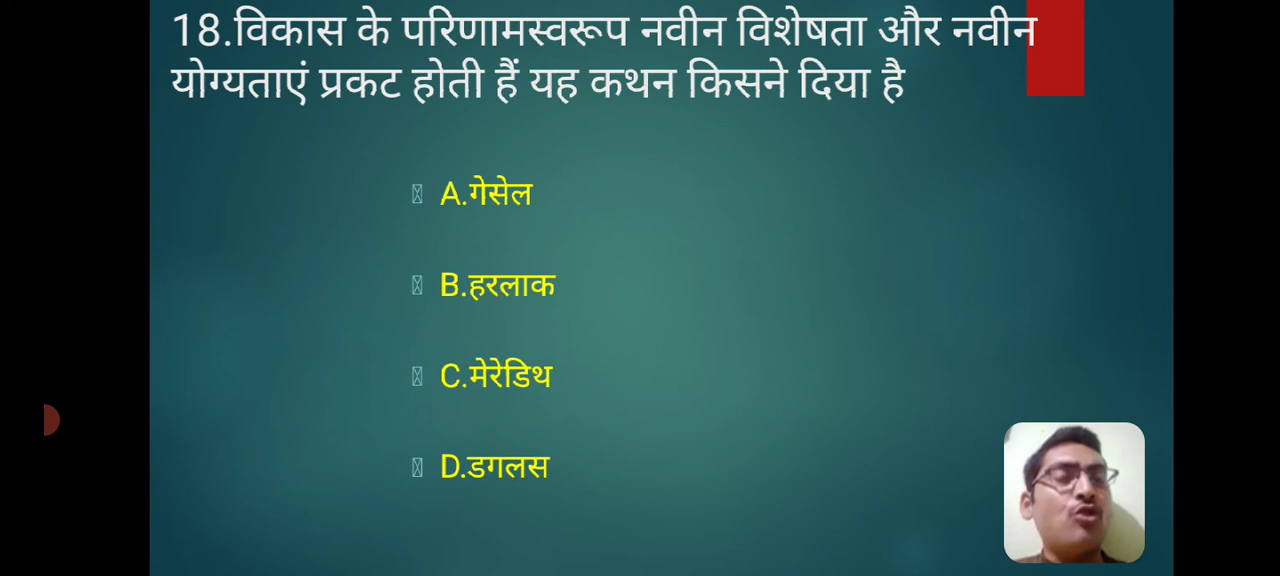 18.विकास के परिणामस्वरूप नवीन विशेषता और नवीन
योग्यताएं प्रकट होती हैं यह कथन किसने दिया है
A.गेसेल
B.हरलाक
C.मेरेडिथ
D.डगलस